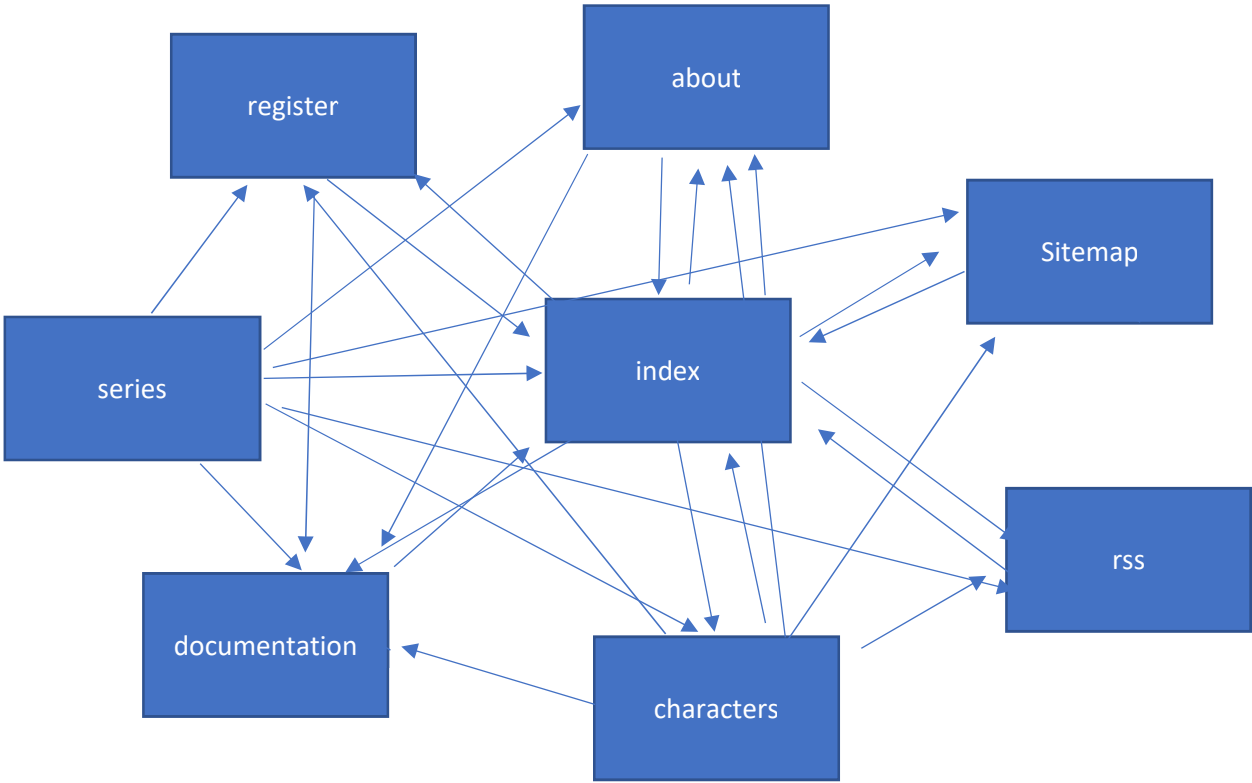 about
register
Sitemap
index
series
rss
documentation
characters